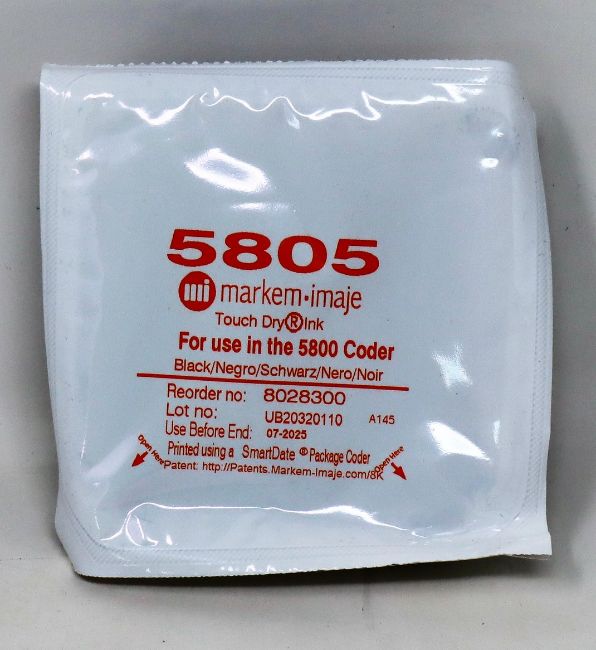 5805
mi markem·imaje
Touch Dry®Ink
For use in the 5800 Coder
Black/Negro/Schwarz/Nero/Noir
Reorder no: 8028300
Lot no: UB20320110 A145
Use Before End: 07-2025
Printed using a SmartDate ® Package Coder
Open Here
Patent: http://Patents.Markem-Imaje.com/8K
Open Here